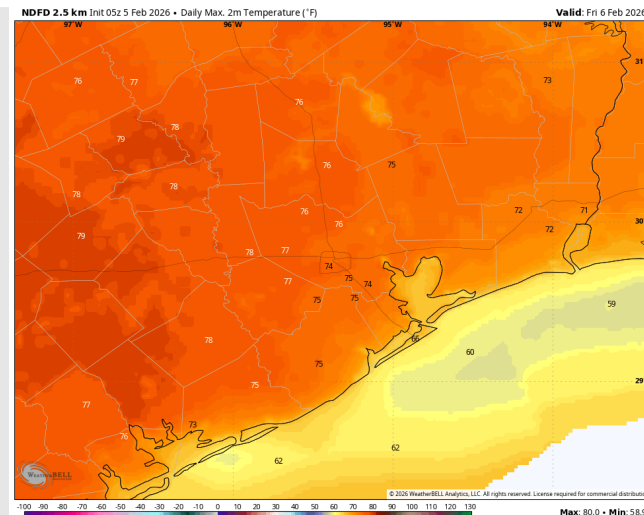 NDFD 2.5 km Init 05z 5 Feb 2026 • Daily Max. 2m Temperature (°F)
Valid: Fri 6 Feb 2026
97°W 96°W 95°W 94°W
31
76 77 76 73
79 78
76 75
78 78
76 76 72 72 71
30
79 78 77
74 75 74
77 75 75
59
66
78 60
75
29
77 75
76 73
62 62
WeatherBELL
© 2026 WeatherBELL Analytics, LLC. All rights reserved. License required for commercial distributio
-100 -90 -80 -70 -60 -50 -40 -30 -20 -10 0 10 20 30 40 50 60 70 80 90 100 110 120 130
Max: 80.0 • Min: 58